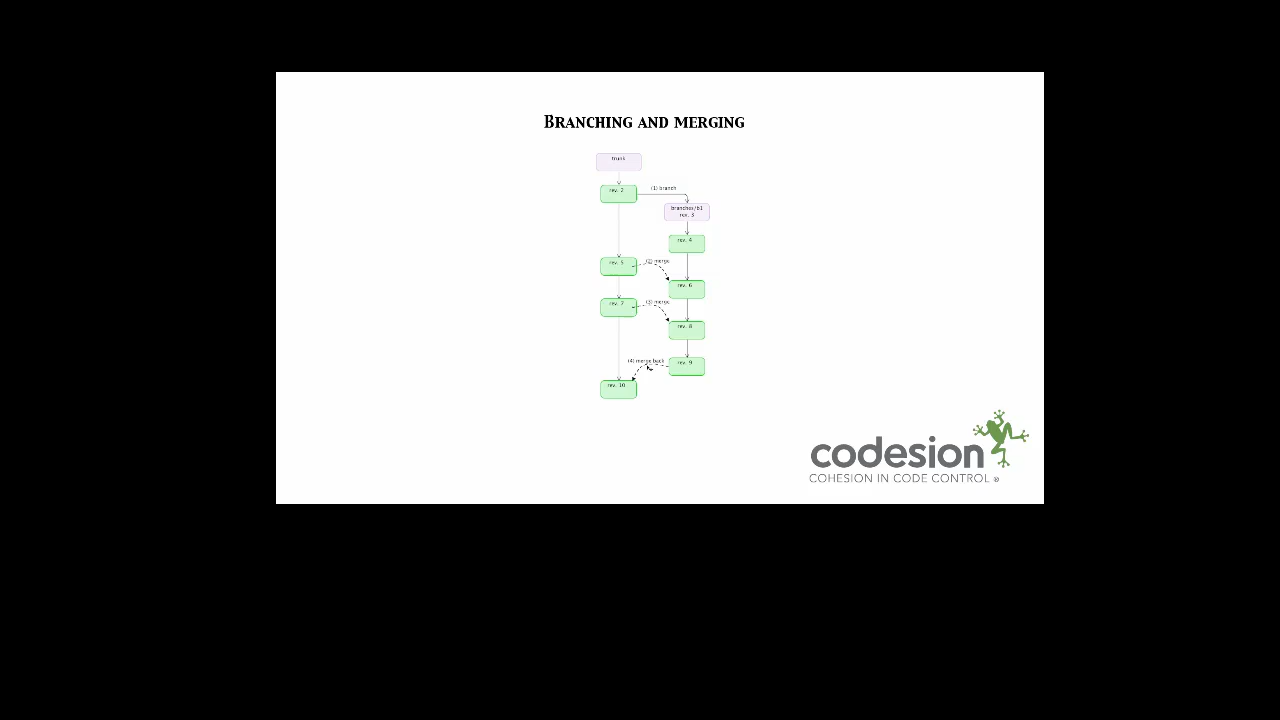 BRANCHING AND MERGING
trunk
rev. 2
(1) branch
branches/b1
rev. 3
rev. 4
rev. 5
(2) merge
rev. 6
rev. 7
(3) merge
rev. 8
(4) merge back
rev. 9
rev. 10
codesion
COHESION IN CODE CONTROL ®